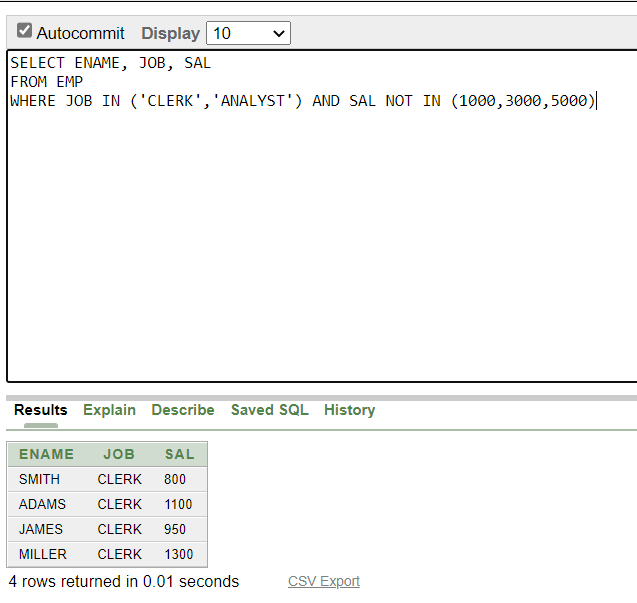 Autocommit Display 10
SELECT ENAME, JOB, SAL
FROM EMP
WHERE JOB IN ('CLERK','ANALYST') AND SAL NOT IN (1000,3000,5000)
Results Explain Describe Saved SQL History
ENAME JOB SAL
SMITH CLERK 800
ADAMS CLERK 1100
JAMES CLERK 950
MILLER CLERK 1300
4 rows returned in 0.01 seconds CSV Export